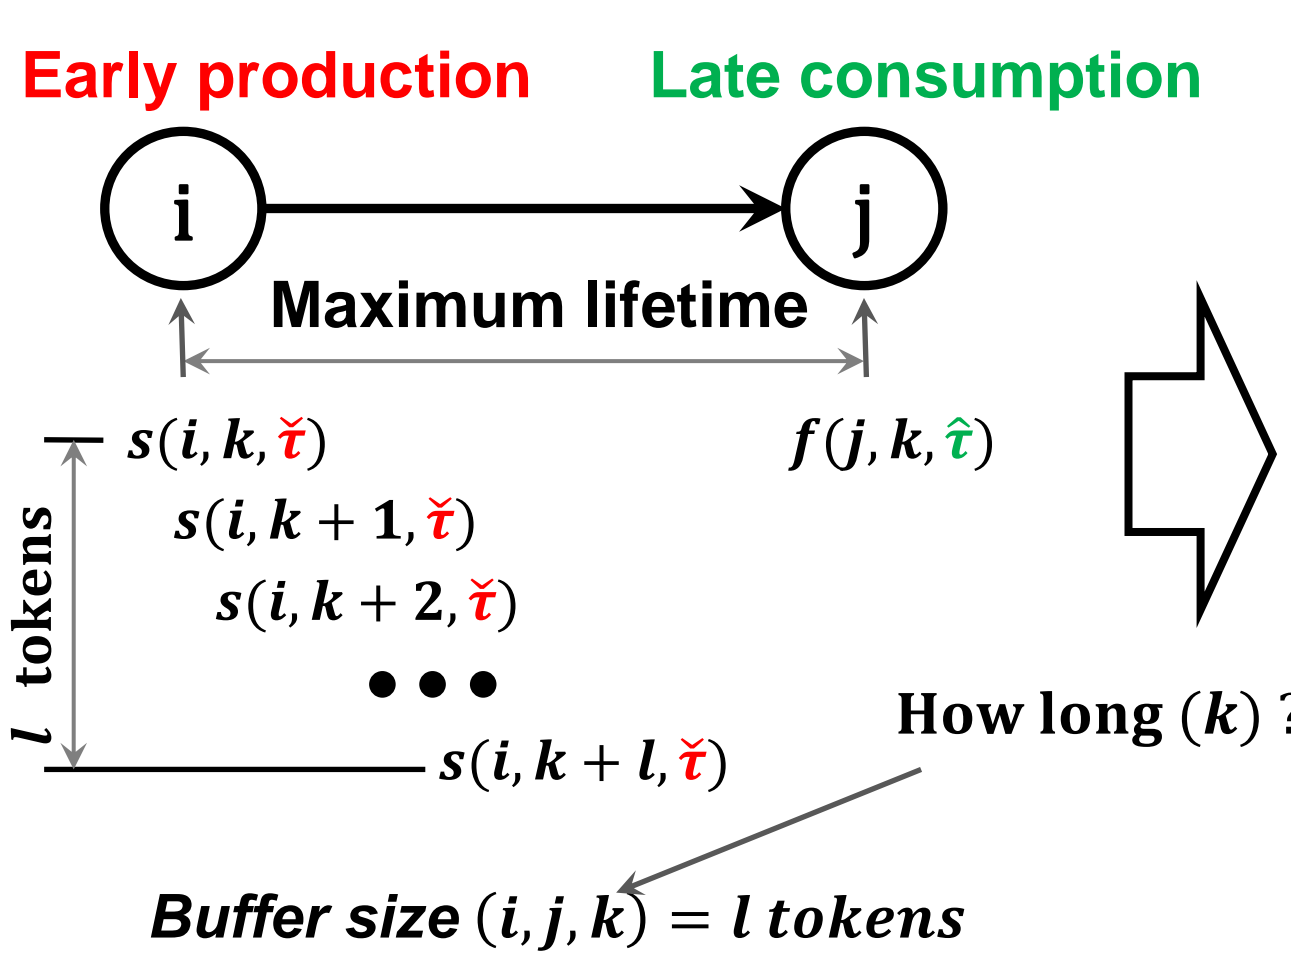 Early production Late consumption
i j
Maximum lifetime
s(i, k, τ̌) f(j, k, τ̂)
s(i, k + 1, τ̌)
s(i, k + 2, τ̌)
•••
l tokens
s(i, k + l, τ̌)
How long (k) ?
Buffer size (i, j, k) = l tokens